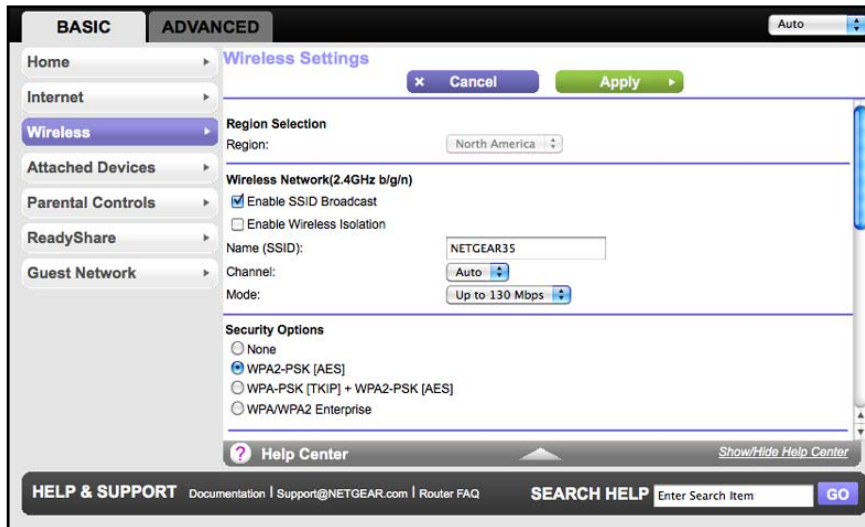 BASIC ADVANCED Auto
Home
Internet
Wireless
Attached Devices
Parental Controls
ReadyShare
Guest Network
Wireless Settings
Cancel Apply
Region Selection
Region: North America
Wireless Network(2.4GHz b/g/n)
Enable SSID Broadcast
Enable Wireless Isolation
Name (SSID): NETGEAR35
Channel: Auto
Mode: Up to 130 Mbps
Security Options
None
WPA2-PSK [AES]
WPA-PSK [TKIP] + WPA2-PSK [AES]
WPA/WPA2 Enterprise
? Help Center Show/Hide Help Center
HELP & SUPPORT Documentation | Support@NETGEAR.com | Router FAQ SEARCH HELP Enter Search Item GO